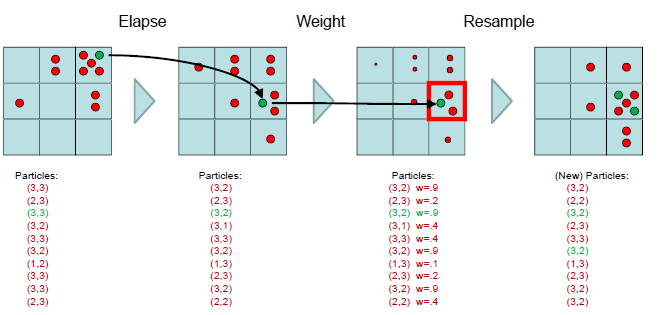 Elapse Weight Resample
Particles: Particles: Particles: (New) Particles:
(3,3) (3,2) (3,2) w=.9 (3,2)
(2,3) (2,3) (2,3) w=.2 (2,2)
(3,3) (3,2) (3,2) w=.9 (3,2)
(3,2) (3,1) (3,1) w=.4 (2,3)
(3,3) (3,3) (3,3) w=.4 (3,3)
(3,2) (3,2) (3,2) w=.9 (3,2)
(1,2) (1,3) (1,3) w=.1 (1,3)
(3,3) (2,3) (2,3) w=.2 (2,3)
(3,3) (3,2) (3,2) w=.9 (3,2)
(2,3) (2,2) (2,2) w=.4 (3,2)